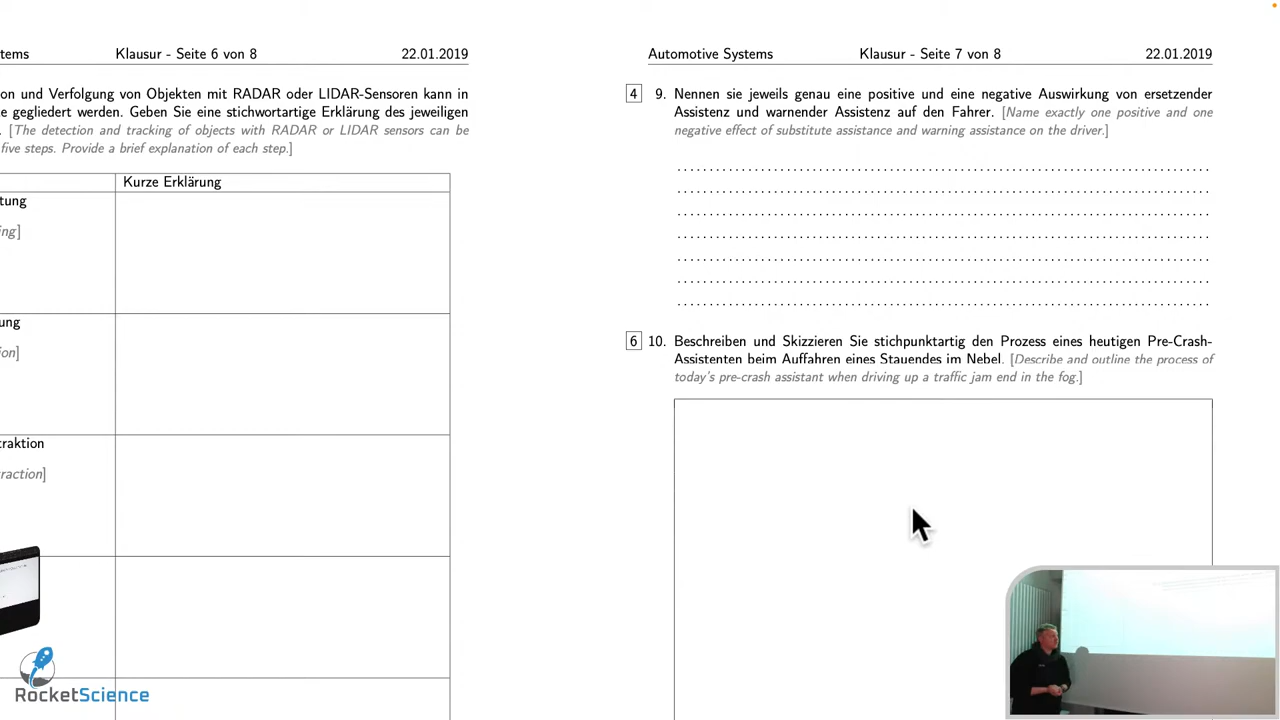 tems
Klausur - Seite 6 von 8
22.01.2019
on und Verfolgung von Objekten mit RADAR oder LIDAR-Sensoren kann in
e gegliedert werden. Geben Sie eine stichwortartige Erklärung des jeweiligen
. [The detection and tracking of objects with RADAR or LIDAR sensors can be
five steps. Provide a brief explanation of each step.]
Kurze Erklärung
tung
ing]
ung
ion]
traktion
raction]
RocketScience
Automotive Systems
Klausur - Seite 7 von 8
22.01.2019
4 9. Nennen sie jeweils genau eine positive und eine negative Auswirkung von ersetzender
Assistenz und warnender Assistenz auf den Fahrer. [Name exactly one positive and one
negative effect of substitute assistance and warning assistance on the driver.]
6 10. Beschreiben und Skizzieren Sie stichpunktartig den Prozess eines heutigen Pre-Crash-
Assistenten beim Auffahren eines Stauendes im Nebel. [Describe and outline the process of
today's pre-crash assistant when driving up a traffic jam end in the fog.]